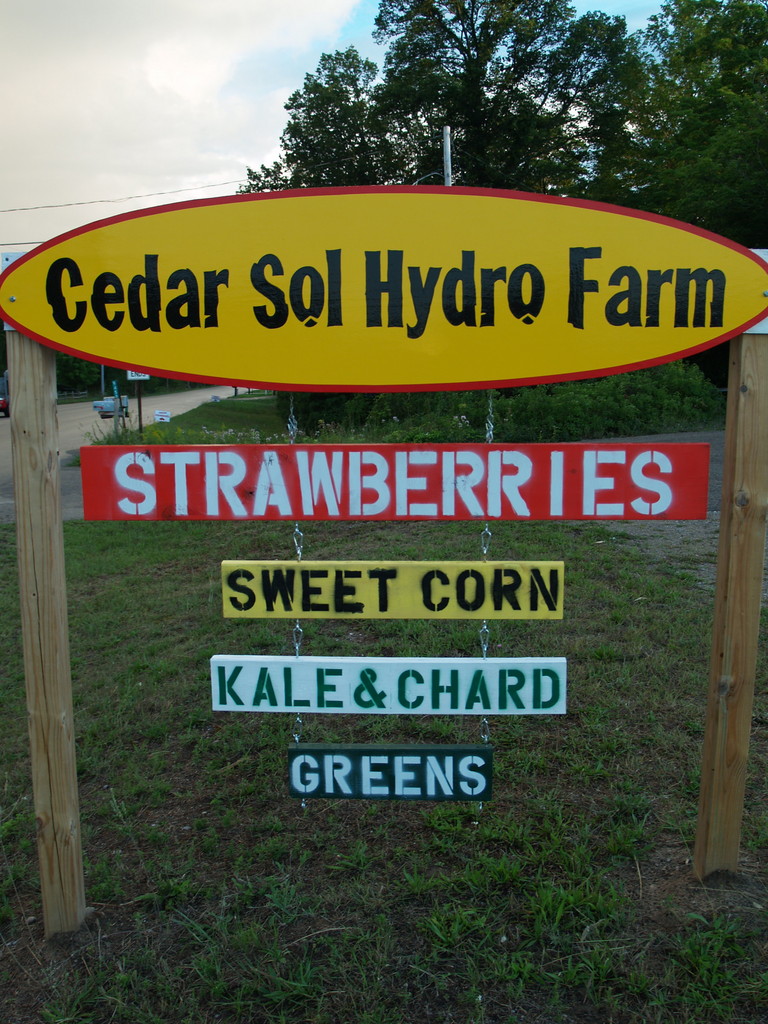 Cedar Sol Hydro Farm
STRAWBERRIES
SWEET CORN
KALE & CHARD
GREENS